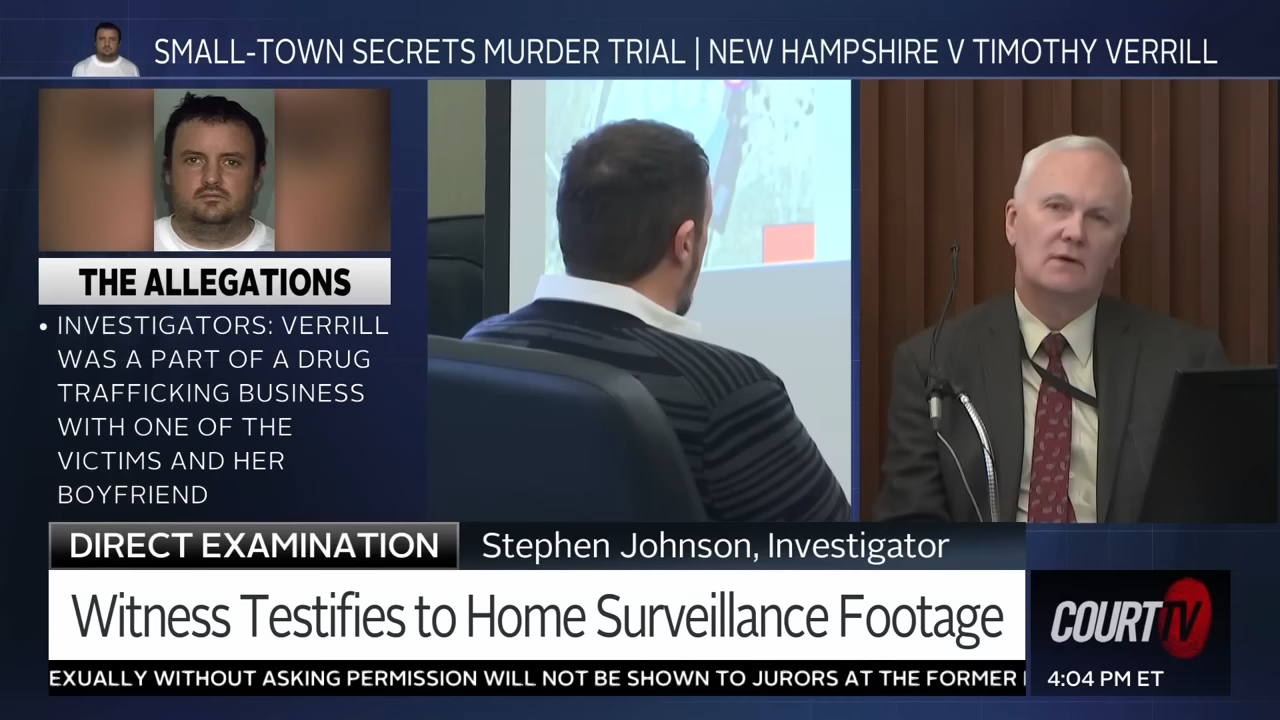 SMALL-TOWN SECRETS MURDER TRIAL | NEW HAMPSHIRE V TIMOTHY VERRILL
THE ALLEGATIONS
• INVESTIGATORS: VERRILL
WAS A PART OF A DRUG
TRAFFICKING BUSINESS
WITH ONE OF THE
VICTIMS AND HER
BOYFRIEND
DIRECT EXAMINATION
Stephen Johnson, Investigator
Witness Testifies to Home Surveillance Footage
COURT TV
EXUALLY WITHOUT ASKING PERMISSION WILL NOT BE SHOWN TO JURORS AT THE FORMER
4:04 PM ET